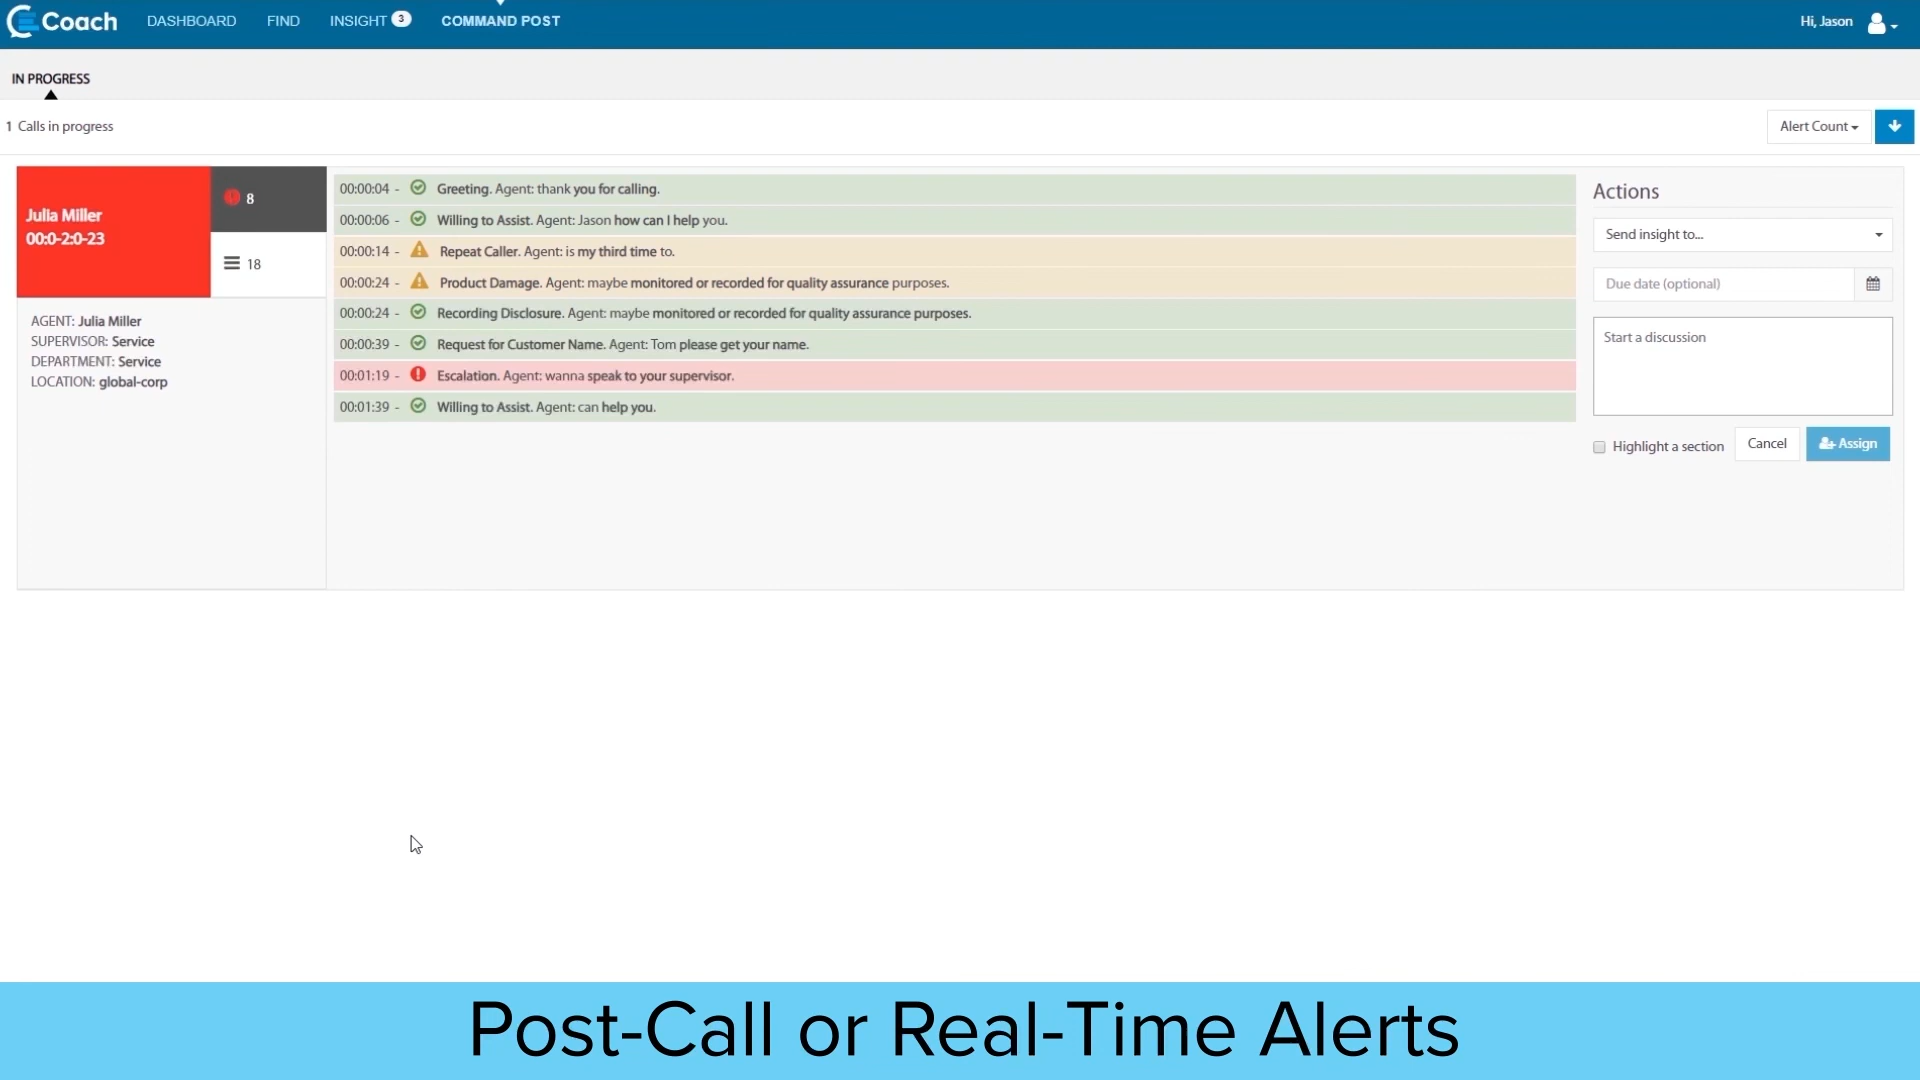 Coach DASHBOARD FIND INSIGHT 3 COMMAND POST Hi, Jason
IN PROGRESS
1 Calls in progress Alert Count
Julia Miller
00:0-2:0-23
8
18
AGENT: Julia Miller
SUPERVISOR: Service
DEPARTMENT: Service
LOCATION: global-corp
00:00:04 - Greeting. Agent: thank you for calling.
00:00:06 - Willing to Assist. Agent: Jason how can I help you.
00:00:14 - Repeat Caller. Agent: is my third time to.
00:00:24 - Product Damage. Agent: maybe monitored or recorded for quality assurance purposes.
00:00:24 - Recording Disclosure. Agent: maybe monitored or recorded for quality assurance purposes.
00:00:39 - Request for Customer Name. Agent: Tom please get your name.
00:01:19 - Escalation. Agent: wanna speak to your supervisor.
00:01:39 - Willing to Assist. Agent: can help you.
Actions
Send insight to...
Due date (optional)
Start a discussion
Highlight a section Cancel Assign
Post-Call or Real-Time Alerts